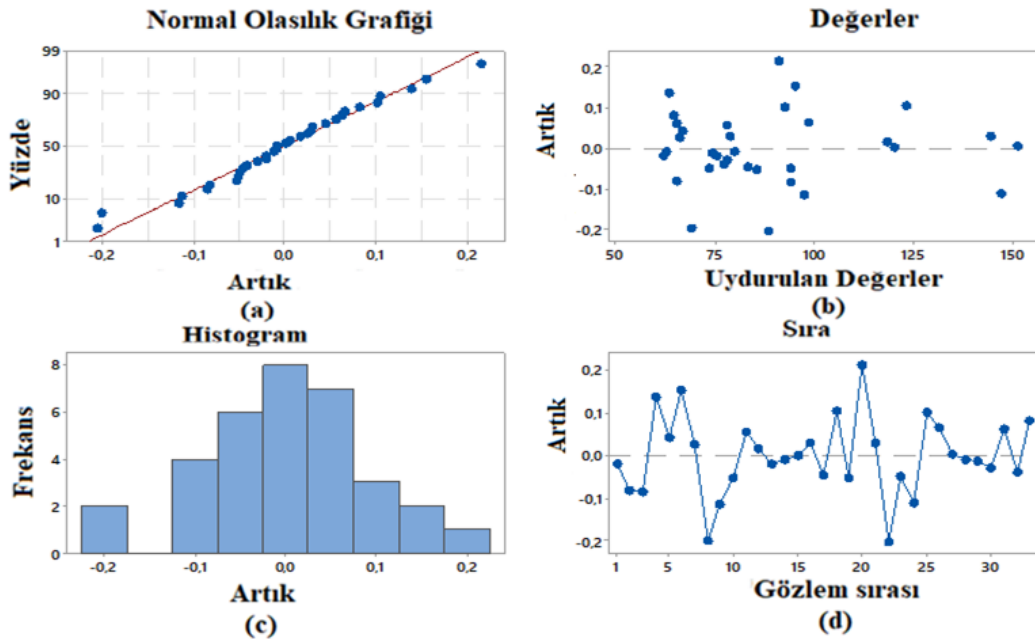 Normal Olasılık Grafiği
Yüzde
99
90
50
10
1
-0,2
-0,1
0,0
0,1
0,2
Artık
(a)
Değerler
Artık
0,2
0,1
0,0
-0,1
-0,2
50
75
100
125
150
Uydurulan Değerler
(b)
Histogram
Frekans
8
6
4
2
0
-0,2
-0,1
0,0
0,1
0,2
Artık
(c)
Sıra
Artık
0,2
0,1
0,0
-0,1
-0,2
1
5
10
15
20
25
30
Gözlem sırası
(d)